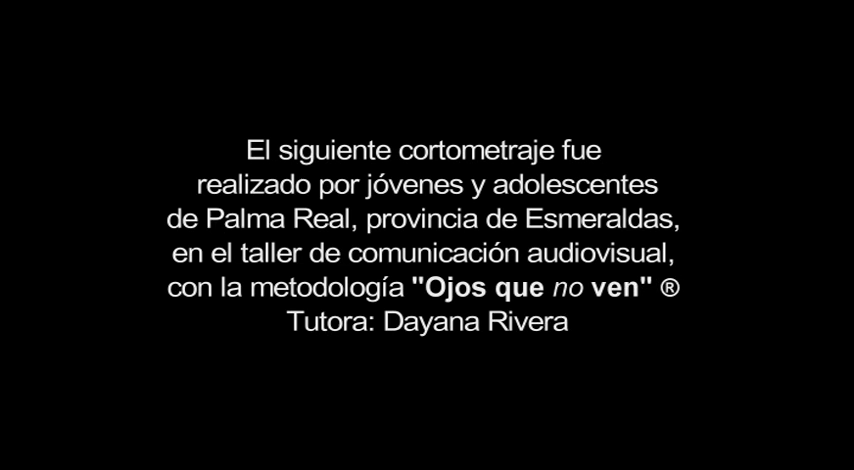 El siguiente cortometraje fue
realizado por jóvenes y adolescentes
de Palma Real, provincia de Esmeraldas,
en el taller de comunicación audiovisual,
con la metodología "Ojos que no ven" ®
Tutora: Dayana Rivera